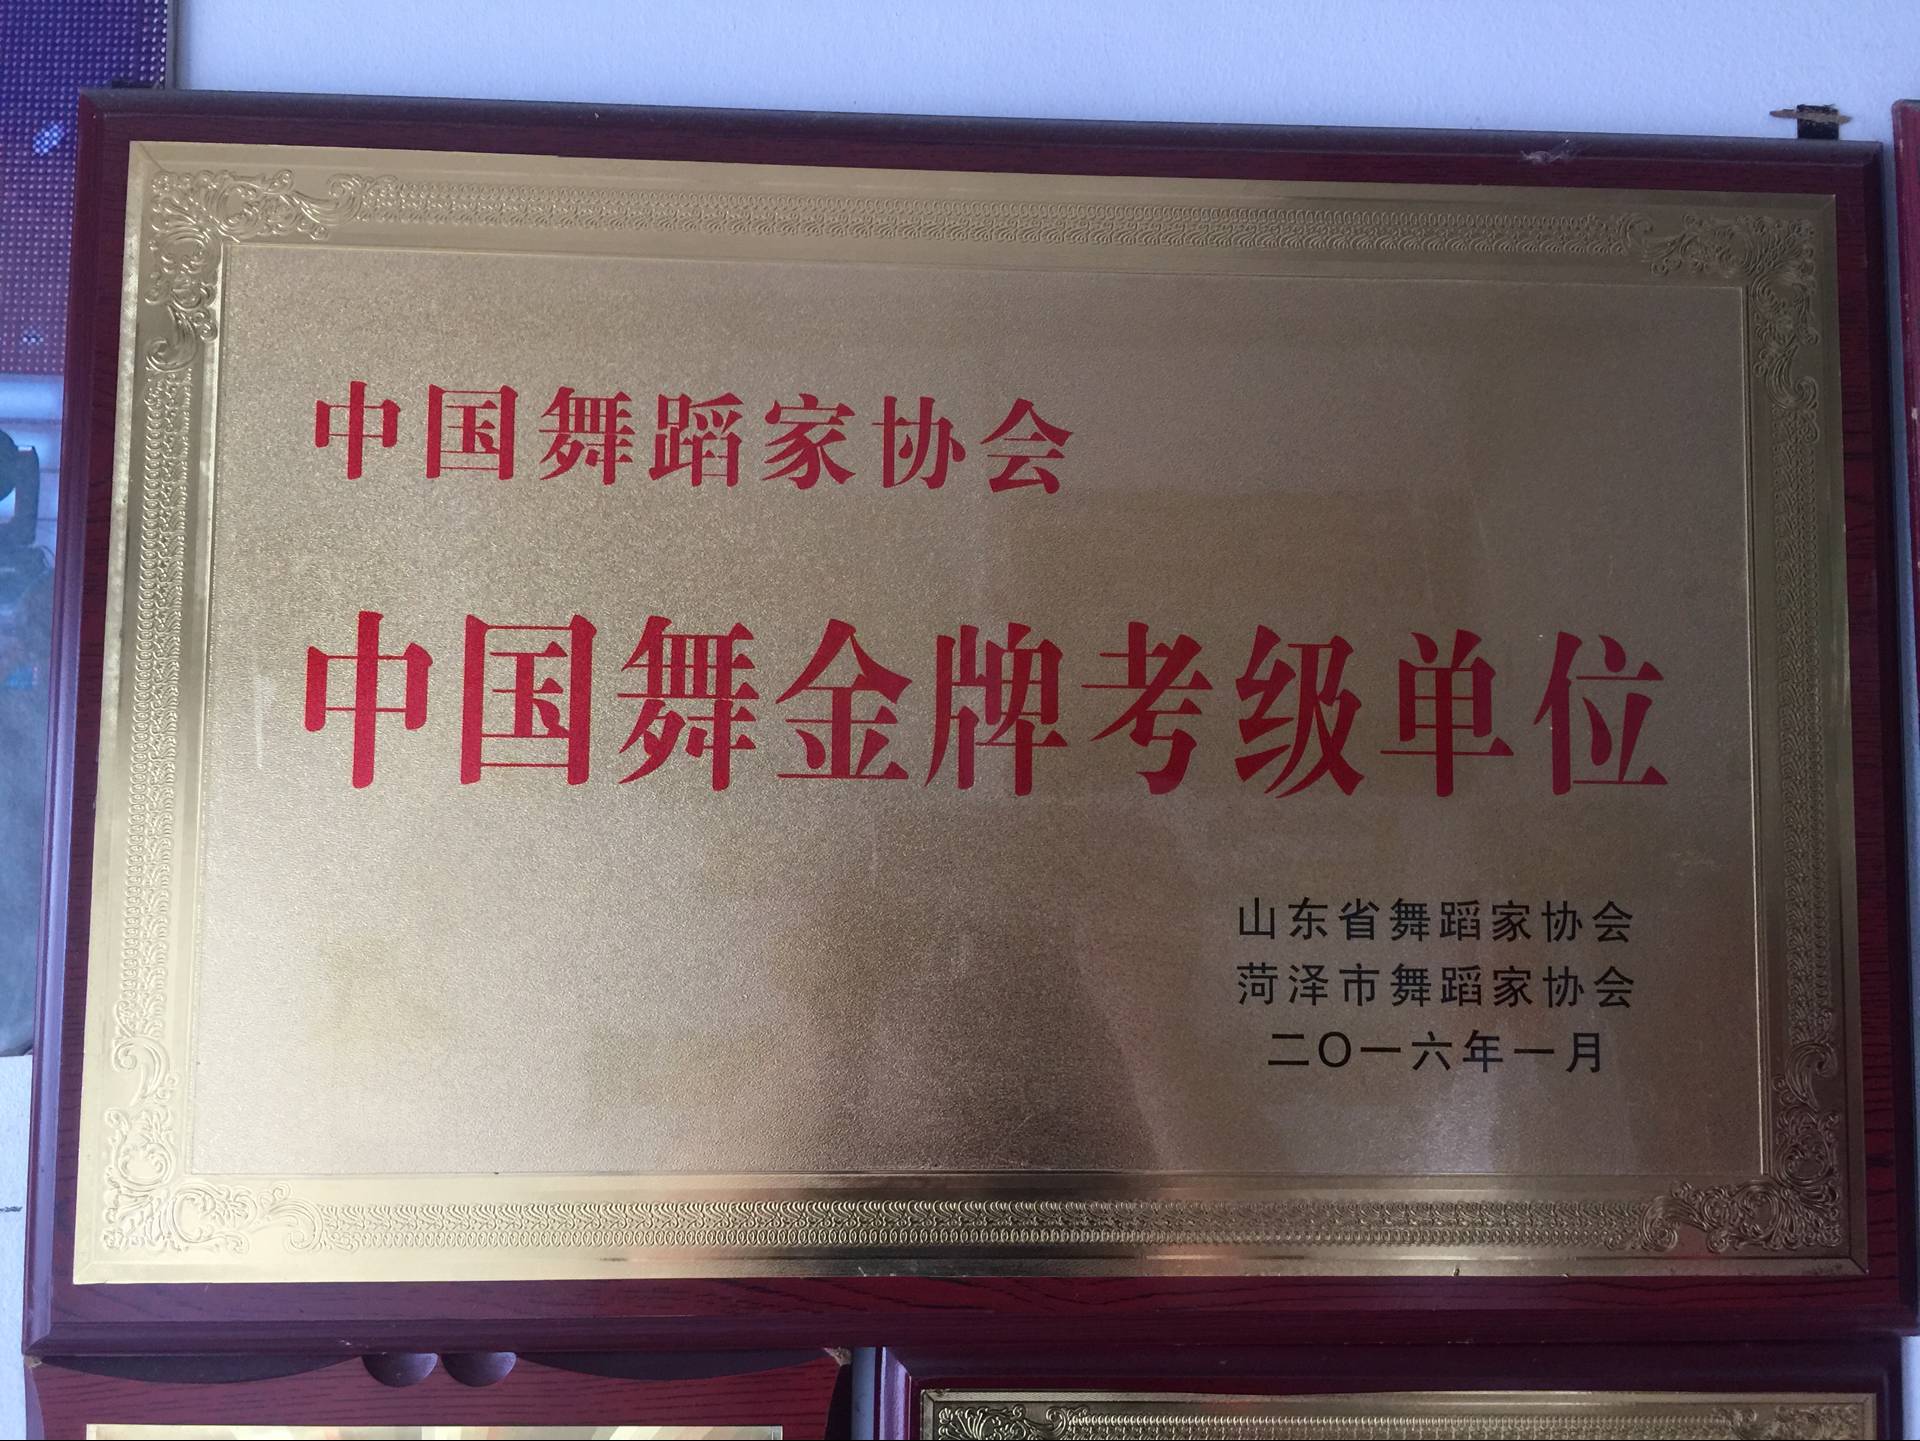 中国舞蹈家协会
中国舞金牌考级单位
山东省舞蹈家协会
菏泽市舞蹈家协会
二〇一六年一月